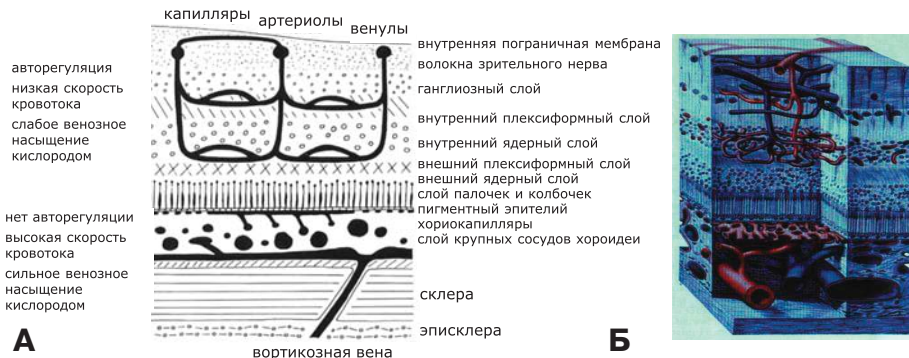 капилляры
артериолы
венулы
авторегуляция
низкая скорость
кровотока
слабое венозное
насыщение
кислородом
нет авторегуляции
высокая скорость
кровотока
сильное венозное
насыщение
кислородом
внутренняя пограничная мембрана
волокна зрительного нерва
ганглиозный слой
внутренний плексиформный слой
внутренний ядерный слой
внешний плексиформный слой
внешний ядерный слой
слой палочек и колбочек
пигментный эпителий
хориокапилляры
слой крупных сосудов хороидеи
склера
эписклера
вортикозная вена
А
Б